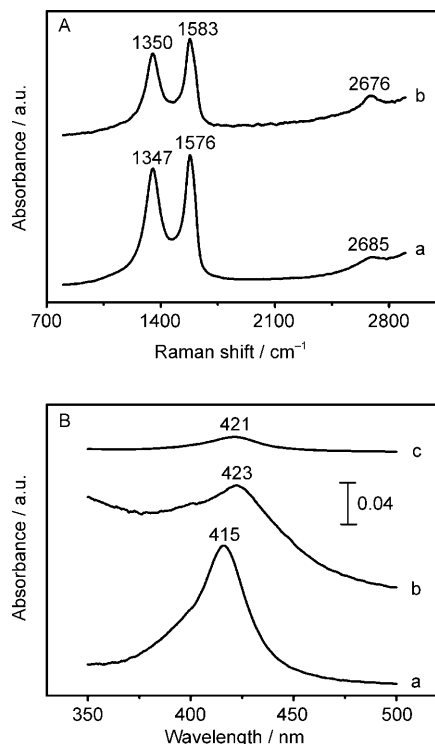 A
1350
1583
2676
b
1347
1576
2685
a
Absorbance / a.u.
700
1400
2100
2800
Raman shift / cm⁻¹
B
421
c
423
0.04
415
b
a
Absorbance / a.u.
350
400
450
500
Wavelength / nm